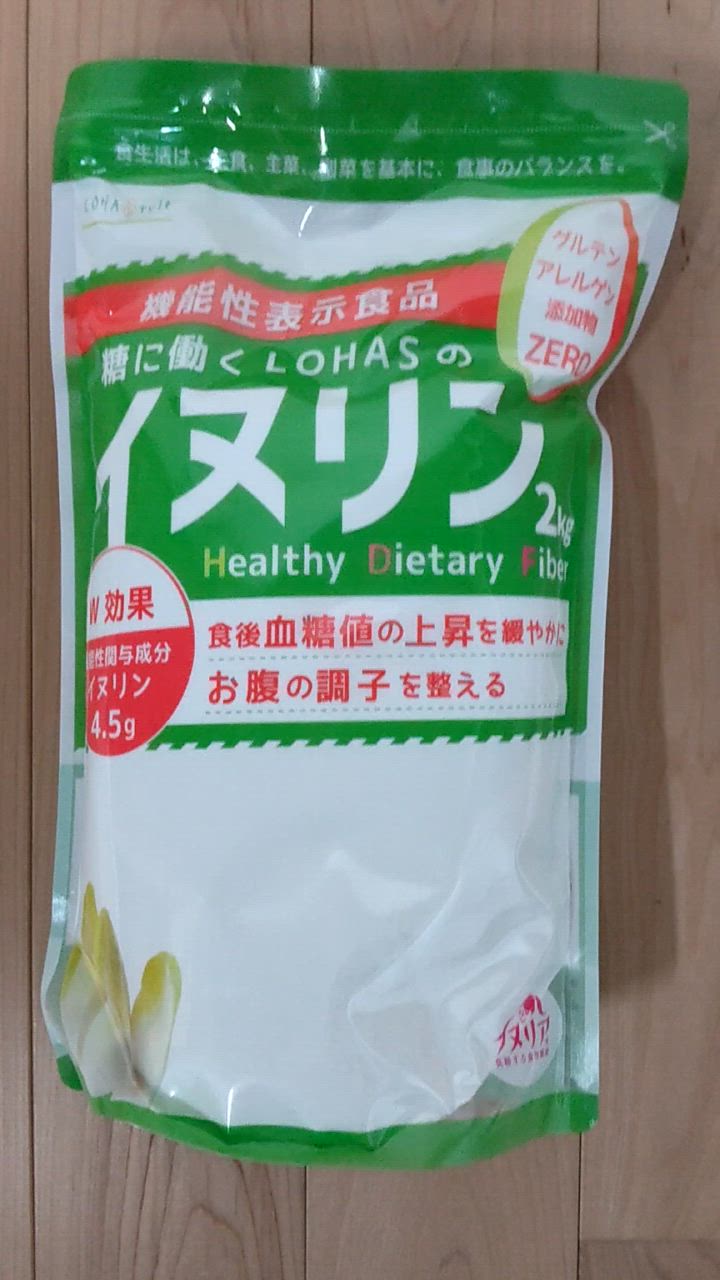 食生活は、主食、主菜、副菜を基本に、食事のバランスを。
LOHAStyle
グルテン
アレルゲン
添加物
ZERO
機能性表示食品
糖に働くLOHASの
イヌリン
2kg
Healthy Dietary Fiber
W効果
能性関与成分
イヌリン
4.5g
食後血糖値の上昇を緩やかに
お腹の調子を整える
イヌリア